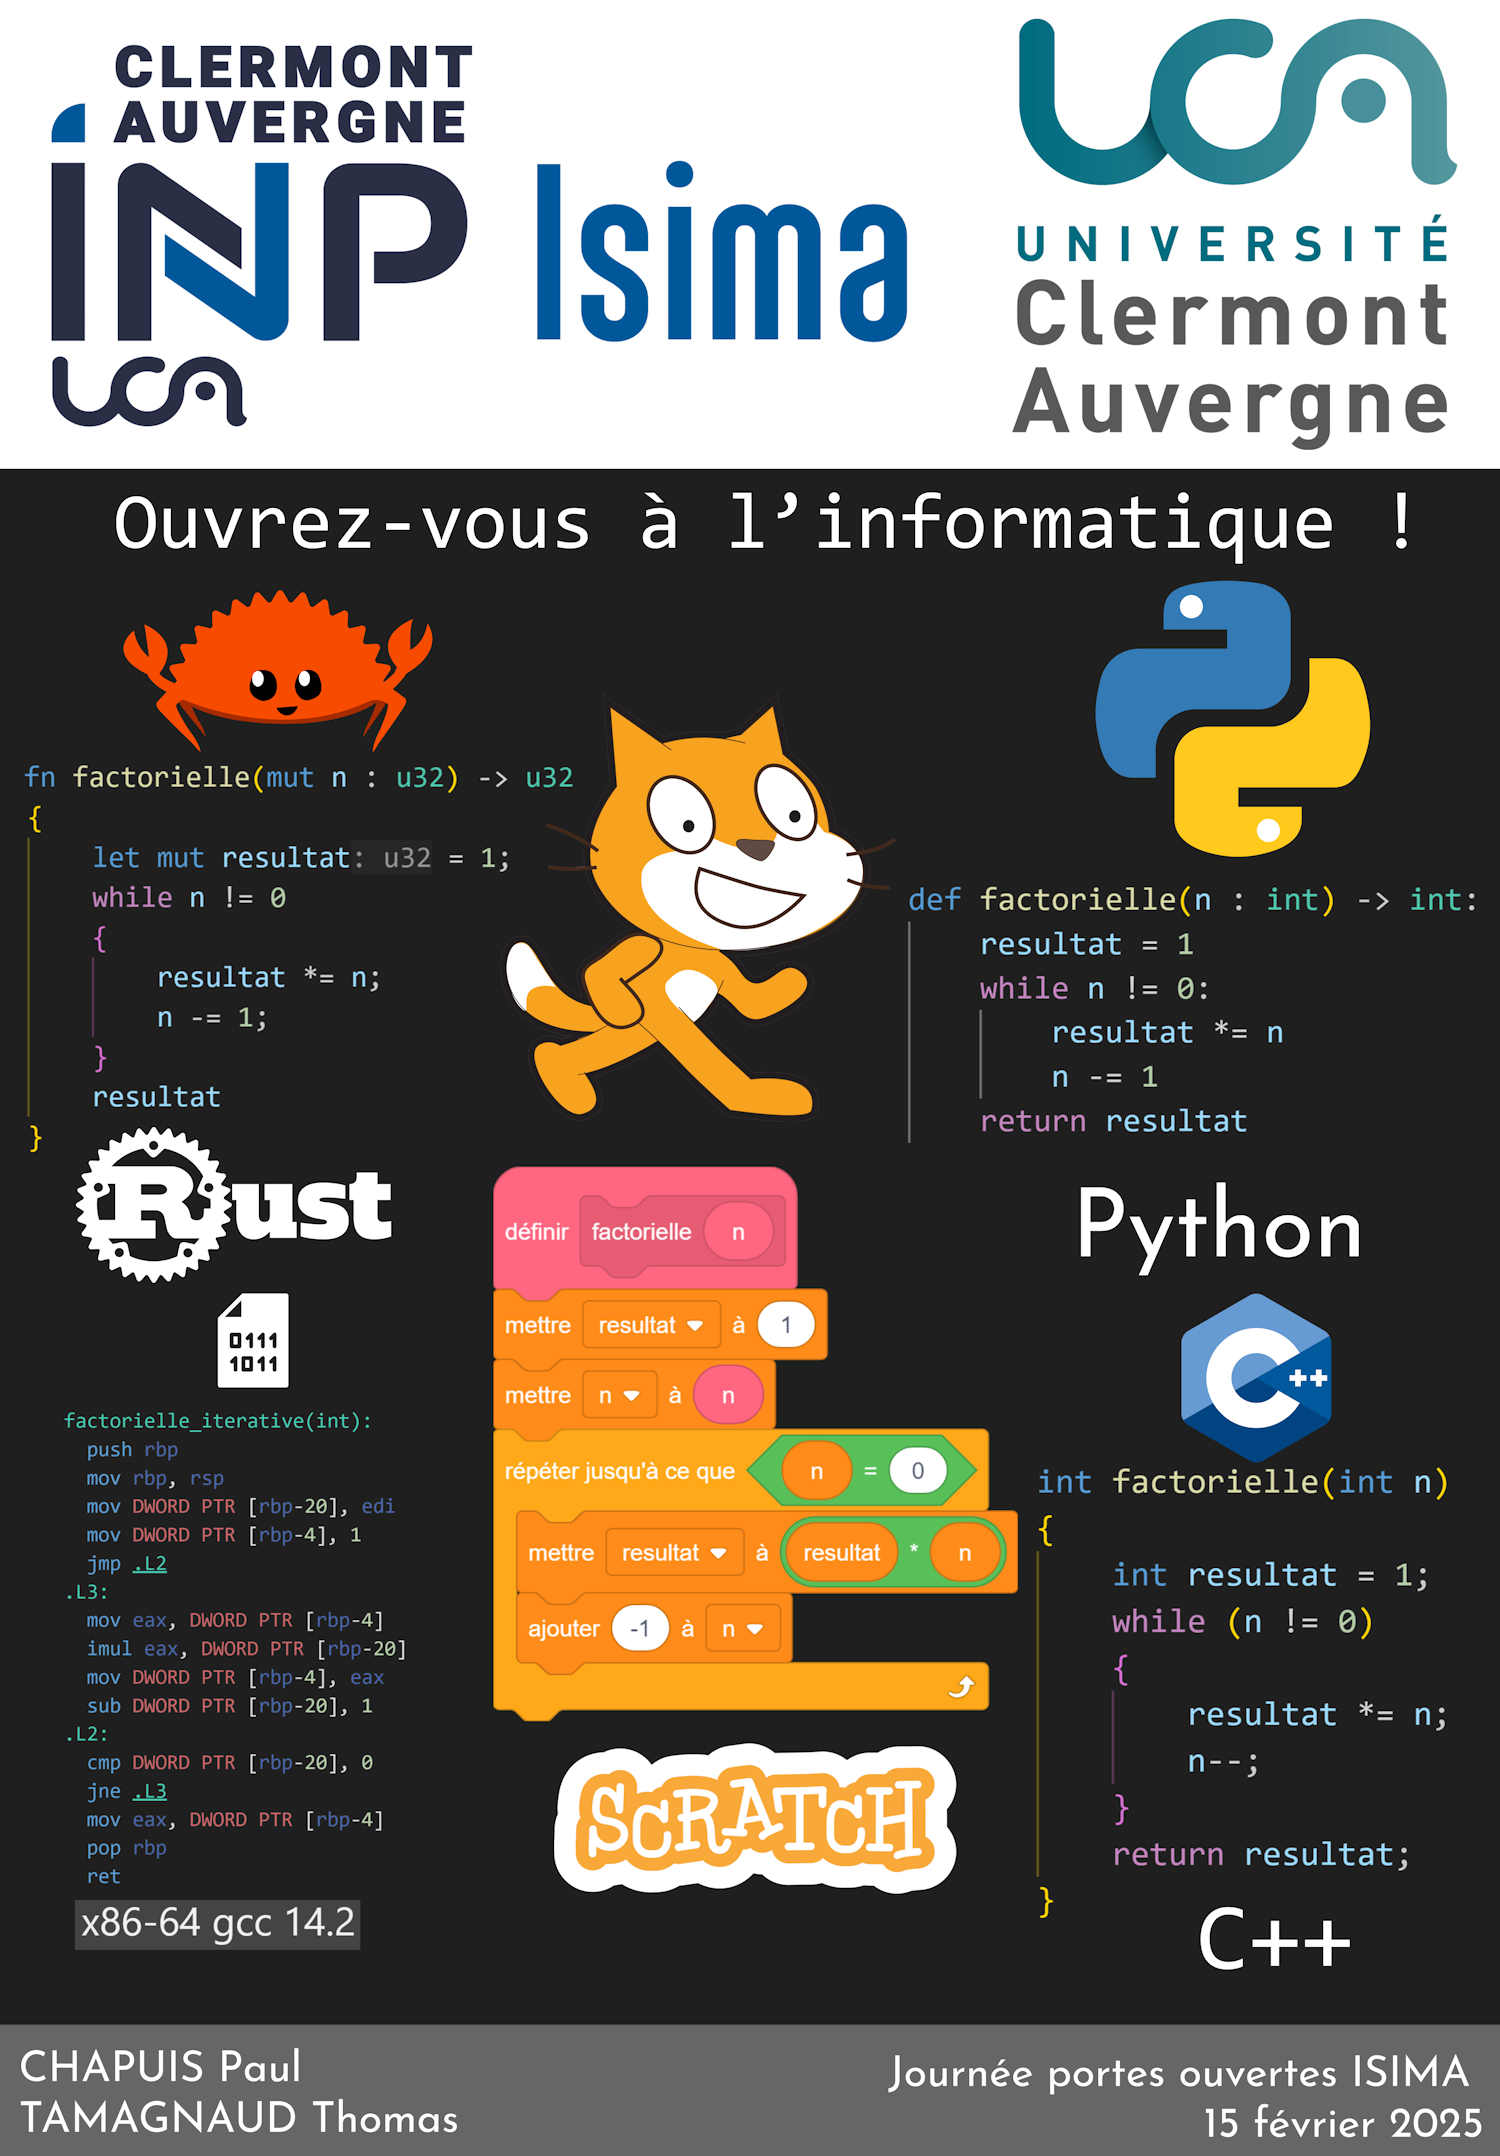 CLERMONT
AUVERGNE
iNP Isima
uca
uca
UNIVERSITÉ
Clermont
Auvergne
Ouvrez-vous à l’informatique !
fn factorielle(mut n : u32) -> u32
{
let mut resultat: u32 = 1;
while n != 0
{
resultat *= n;
n -= 1;
}
resultat
}
Rust
def factorielle(n : int) -> int:
resultat = 1
while n != 0:
resultat *= n
n -= 1
return resultat
Python
définir factorielle n
mettre resultat à 1
mettre n à n
répéter jusqu'à ce que n = 0
mettre resultat à resultat * n
ajouter -1 à n
SCRATCH
0111
1011
factorielle_iterative(int):
push rbp
mov rbp, rsp
mov DWORD PTR [rbp-20], edi
mov DWORD PTR [rbp-4], 1
jmp .L2
.L3:
mov eax, DWORD PTR [rbp-4]
imul eax, DWORD PTR [rbp-20]
mov DWORD PTR [rbp-4], eax
sub DWORD PTR [rbp-20], 1
.L2:
cmp DWORD PTR [rbp-20], 0
jne .L3
mov eax, DWORD PTR [rbp-4]
pop rbp
ret
x86-64 gcc 14.2
C++
int factorielle(int n)
{
int resultat = 1;
while (n != 0)
{
resultat *= n;
n--;
}
return resultat;
}
C++
CHAPUIS Paul
TAMAGNAUD Thomas
Journée portes ouvertes ISIMA
15 février 2025